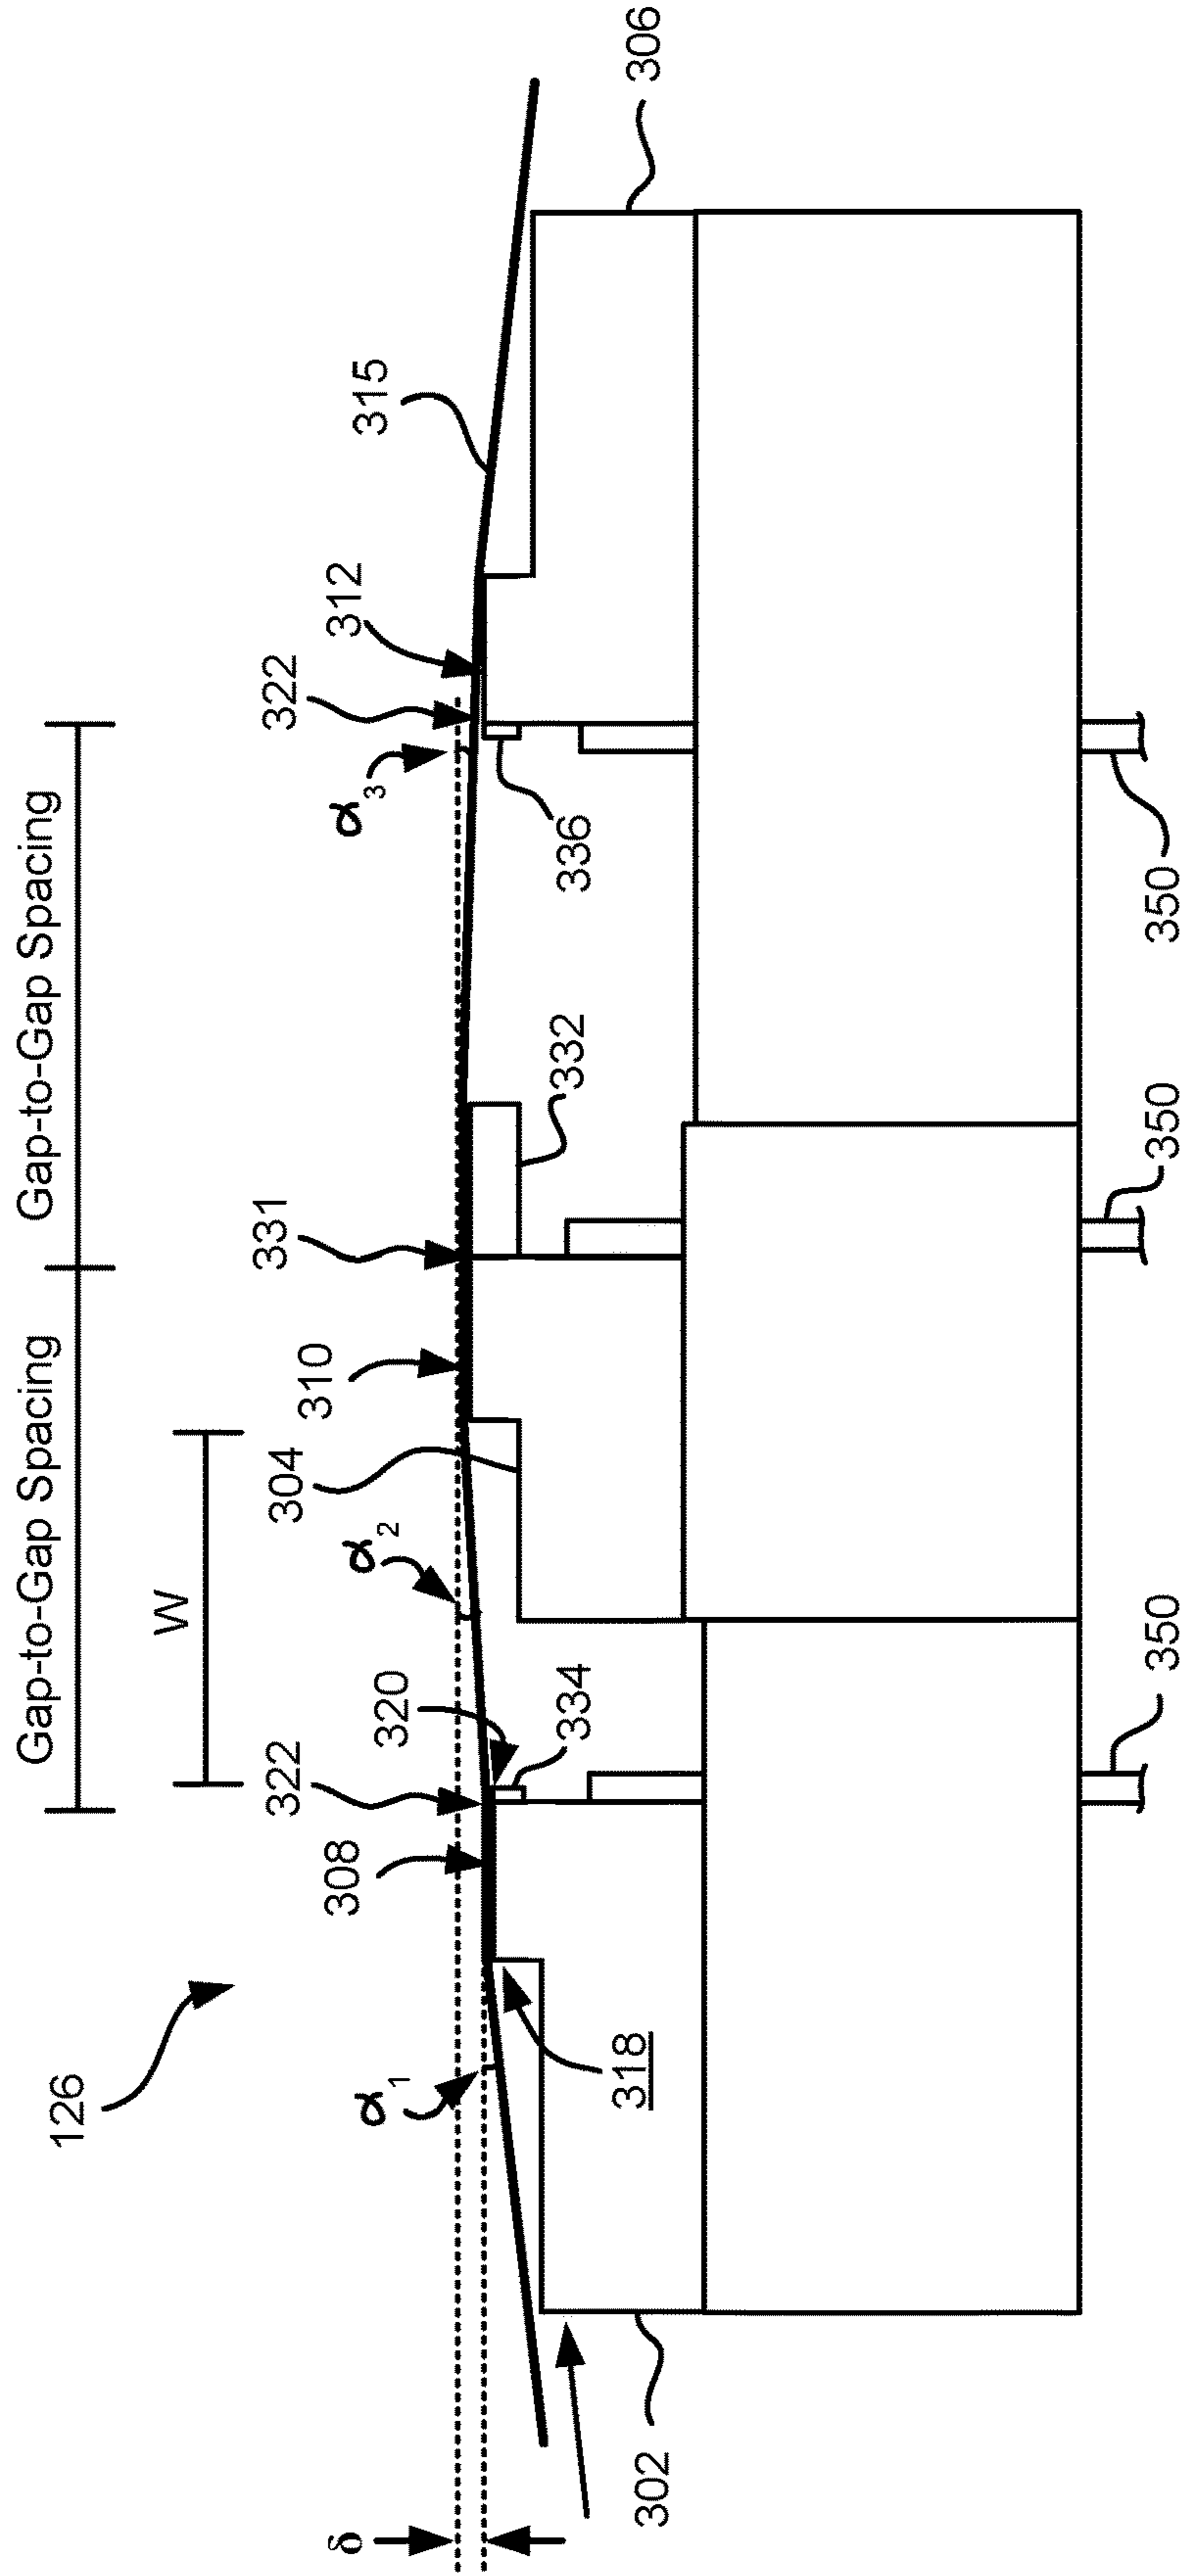 Gap-to-Gap Spacing
Gap-to-Gap Spacing
W
126
δ
α1
308
322
320
334
α2
304
310
331
332
α3
322
312
336
315
306
318
302
350
350
350